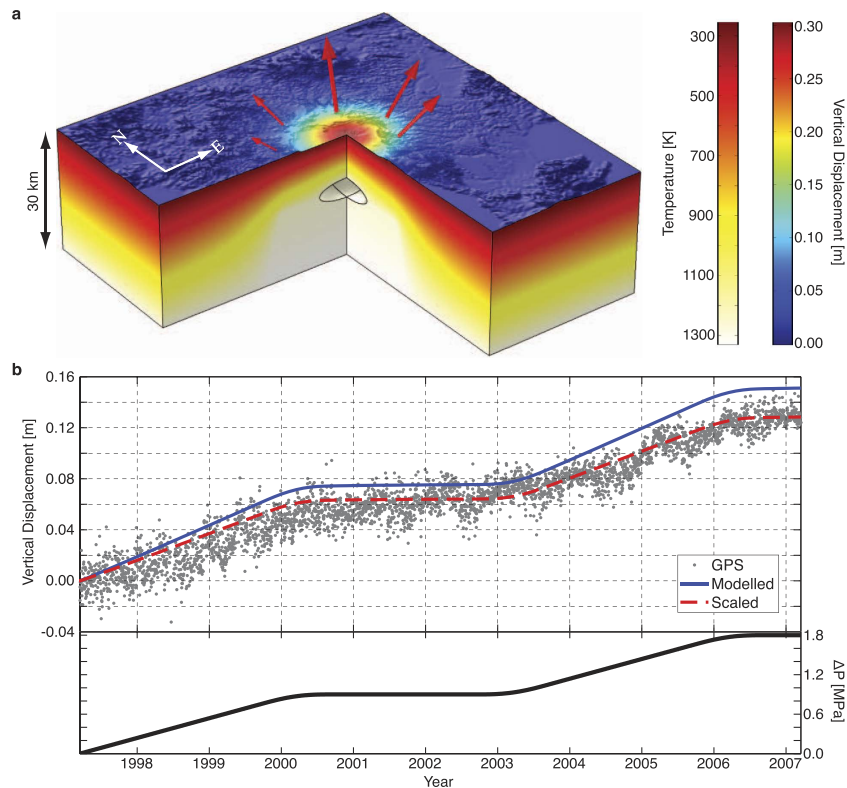 a
N
E
30 km
Temperature [K]
300
500
700
900
1100
1300
0.30
0.25
0.20
0.15
0.10
0.05
0.00
Vertical Displacement [m]
b
0.16
0.12
0.08
0.04
0.00
-0.04
Vertical Displacement [m]
GPS
Modelled
Scaled
1.8
1.2
0.6
0.0
ΔP [MPa]
1998 1999 2000 2001 2002 2003 2004 2005 2006 2007
Year